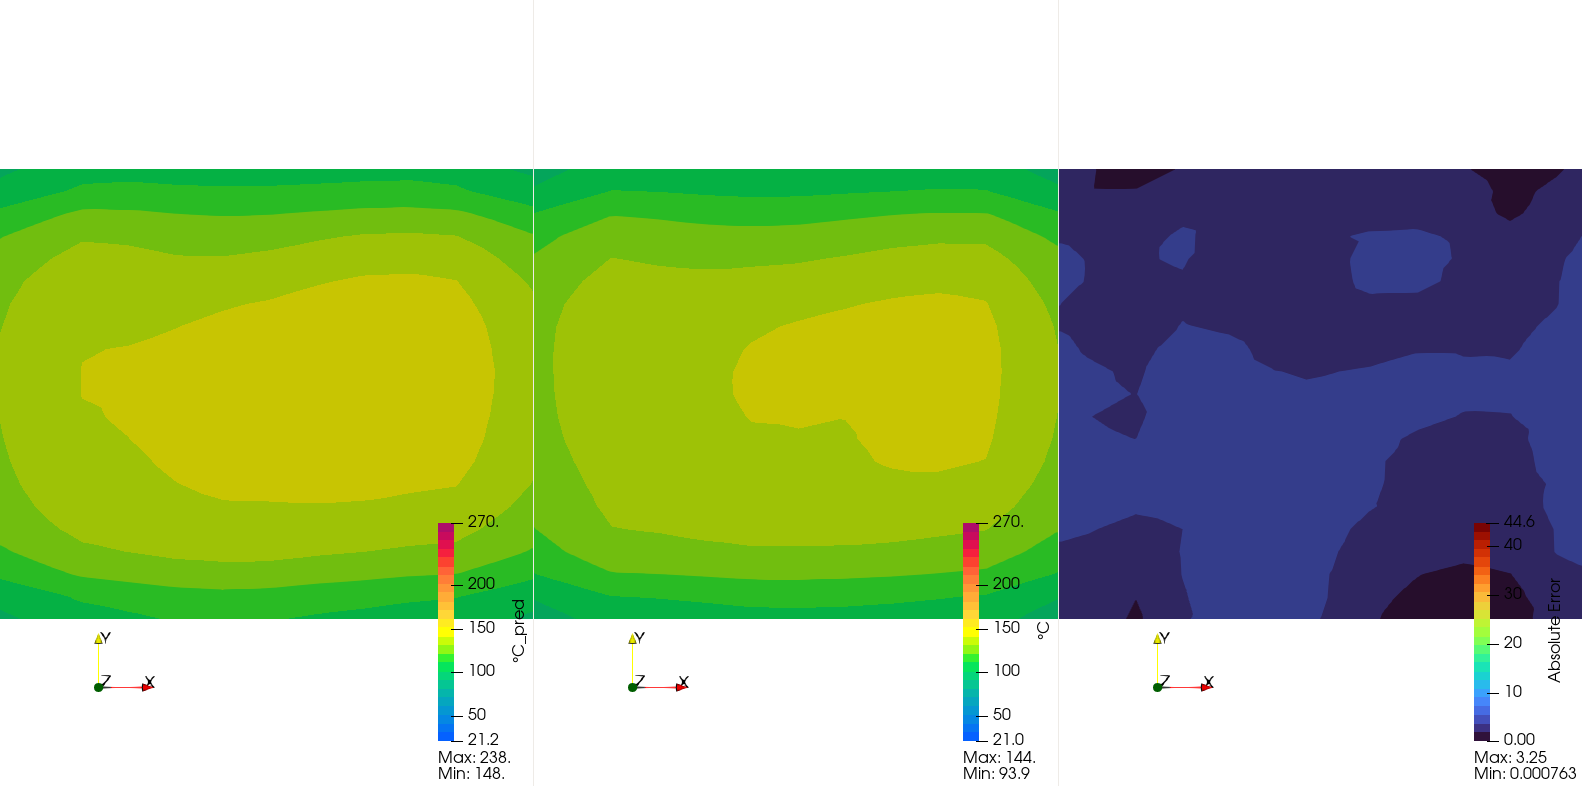 270.
200
150
100
50
21.2
°C_pred
Max: 238.
Min: 148.
Y
Z
X
270.
200
150
100
50
21.0
°C
Max: 144.
Min: 93.9
Y
Z
X
44.6
40
30
20
10
0.00
Absolute Error
Max: 3.25
Min: 0.000763
Y
Z
X